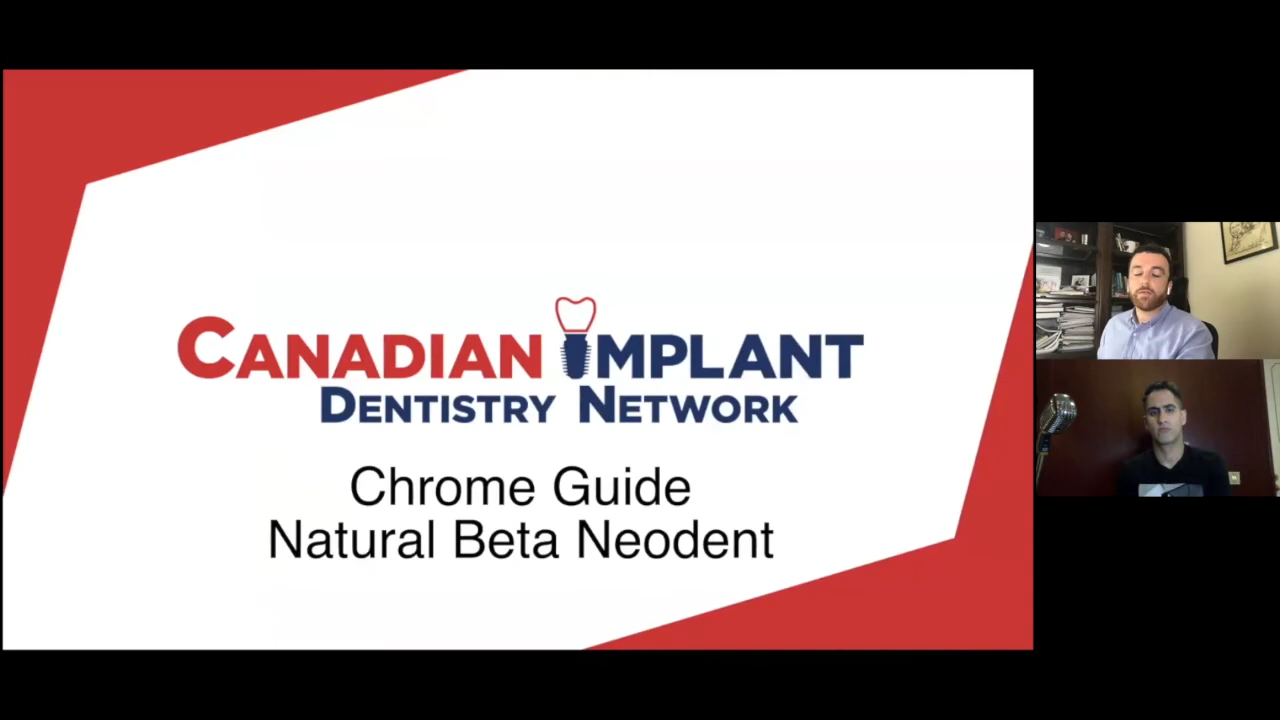 CANADIAN IMPLANT
DENTISTRY NETWORK
Chrome Guide
Natural Beta Neodent